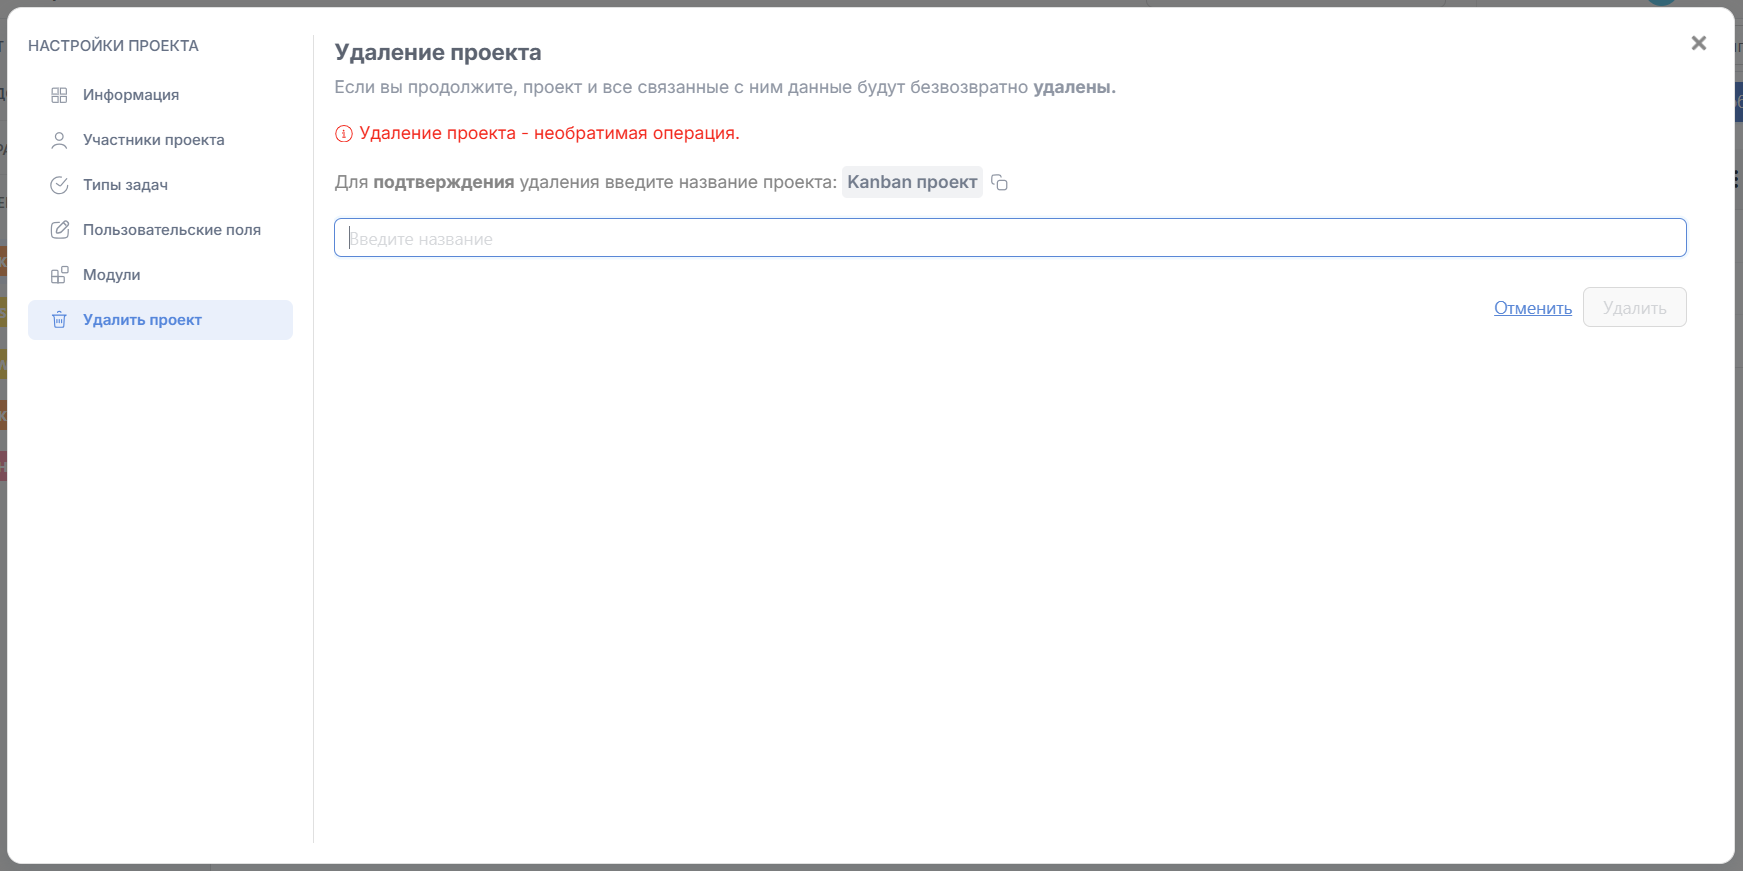 НАСТРОЙКИ ПРОЕКТА
Информация
Участники проекта
Типы задач
Пользовательские поля
Модули
Удалить проект
Удаление проекта
Если вы продолжите, проект и все связанные с ним данные будут безвозвратно удалены.
Удаление проекта - необратимая операция.
Для подтверждения удаления введите название проекта: Kanban проект
Введите название
Отменить Удалить